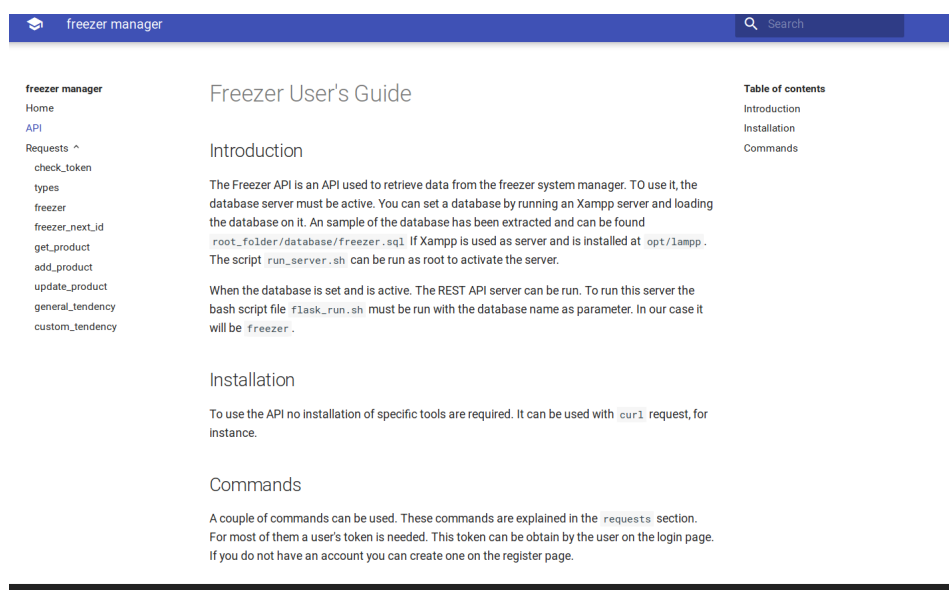 freezer manager
Search
freezer manager
Home
API
Requests ^
check_token
types
freezer
freezer_next_id
get_product
add_product
update_product
general_tendency
custom_tendency
Freezer User's Guide
Introduction
The Freezer API is an API used to retrieve data from the freezer system manager. TO use it, the
database server must be active. You can set a database by running an Xampp server and loading
the database on it. An sample of the database has been extracted and can be found
root_folder/database/freezer.sql If Xampp is used as server and is installed at opt/lampp.
The script run_server.sh can be run as root to activate the server.
When the database is set and is active. The REST API server can be run. To run this server the
bash script file flask_run.sh must be run with the database name as parameter. In our case it
will be freezer.
Installation
To use the API no installation of specific tools are required. It can be used with curl request, for
instance.
Commands
A couple of commands can be used. These commands are explained in the requests section.
For most of them a user's token is needed. This token can be obtain by the user on the login page.
If you do not have an account you can create one on the register page.
Table of contents
Introduction
Installation
Commands